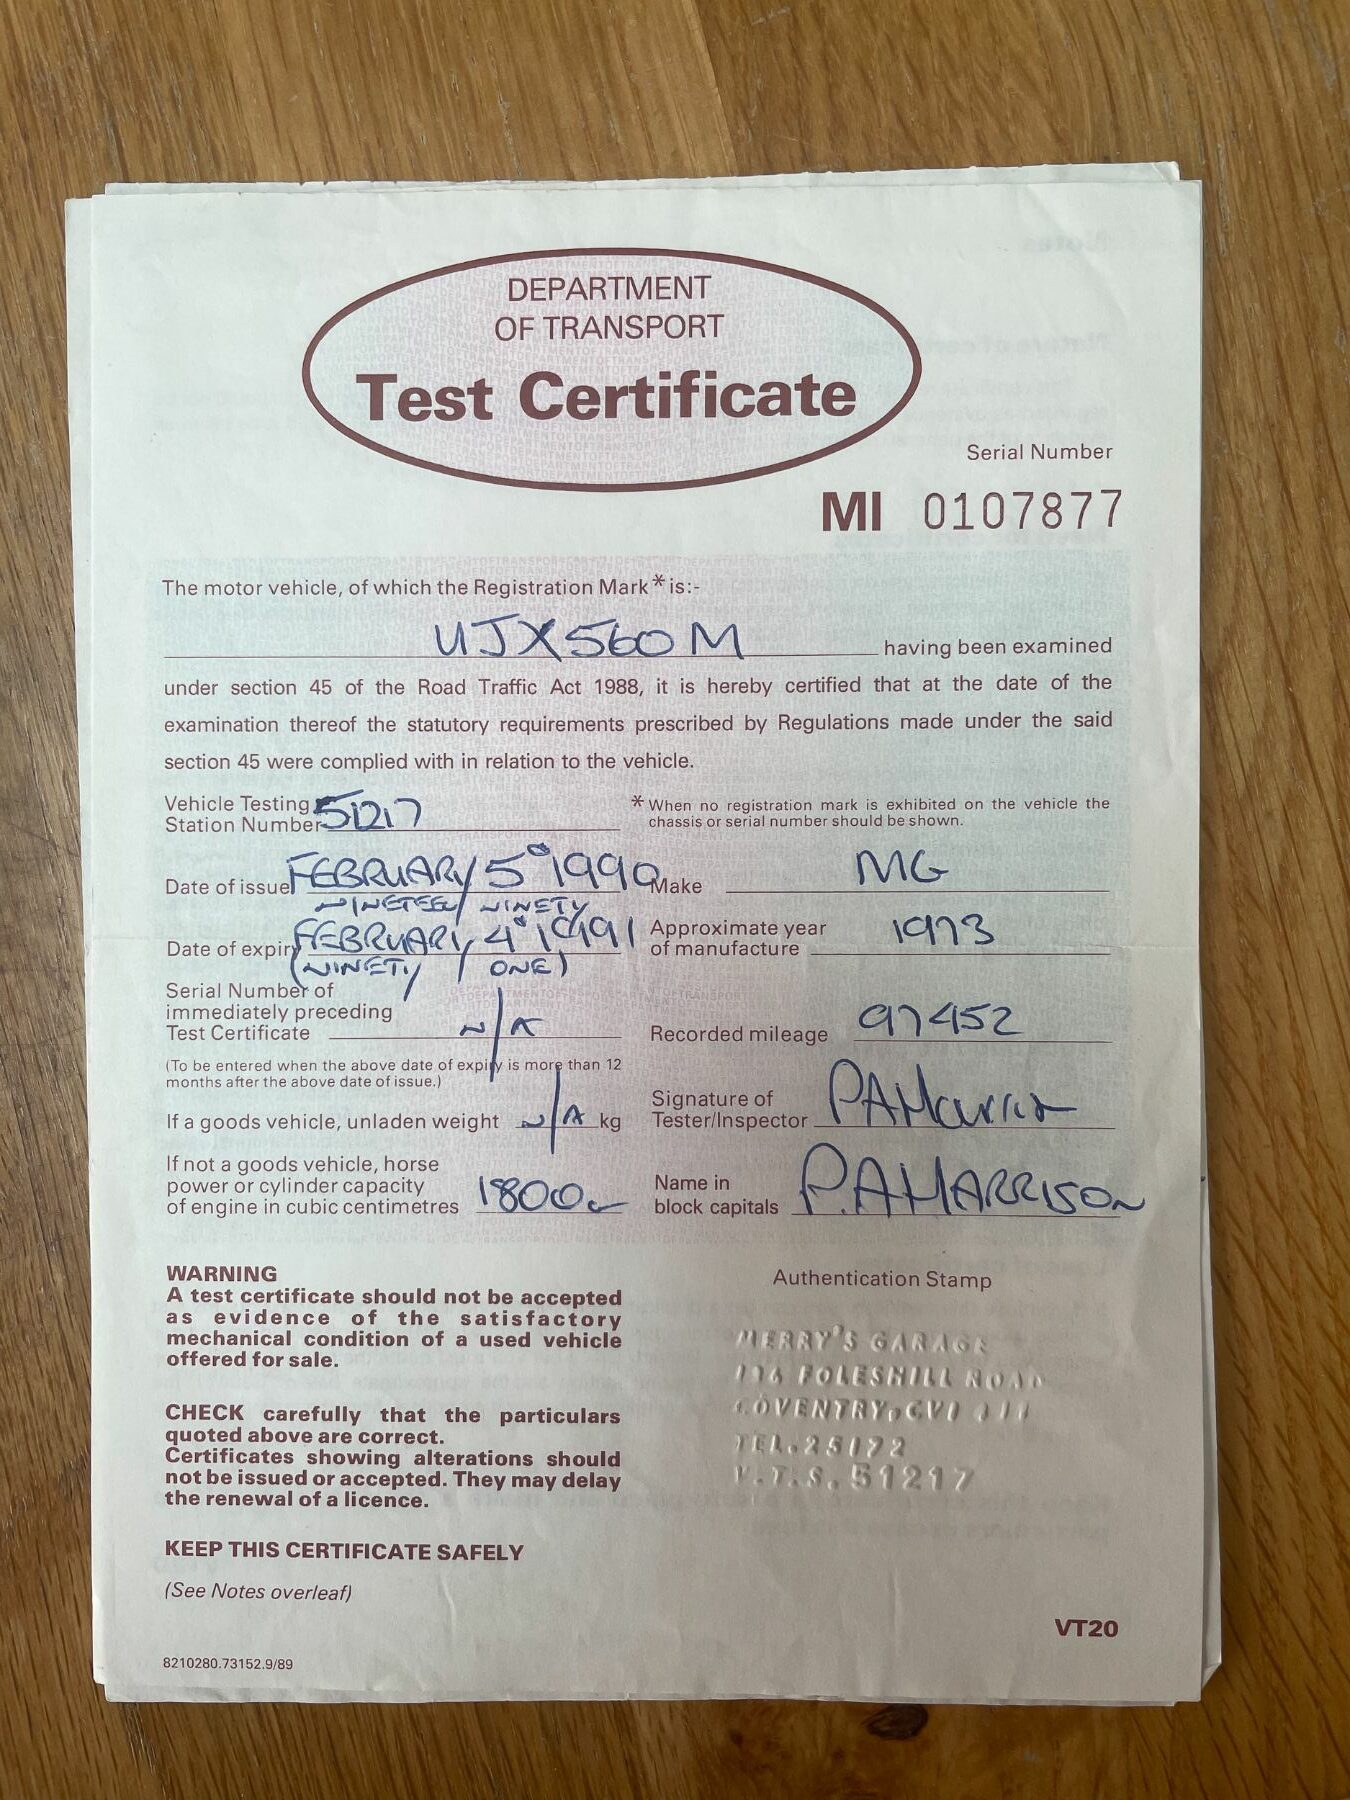 DEPARTMENT
OF TRANSPORT
Test Certificate
Serial Number
MI 0107877
The motor vehicle, of which the Registration Mark * is:-
UJX560M having been examined
under section 45 of the Road Traffic Act 1988, it is hereby certified that at the date of the
examination thereof the statutory requirements prescribed by Regulations made under the said
section 45 were complied with in relation to the vehicle.
Vehicle Testing
Station Number 51217
* When no registration mark is exhibited on the vehicle the
chassis or serial number should be shown.
Date of issue FEBRUARY 5 1990
NINETEEN NINETY
Make MG
Date of expiry FEBRUARY 4 1991
(NINETY ONE)
Approximate year
of manufacture 1973
Serial Number of
immediately preceding
Test Certificate N/A
(To be entered when the above date of expiry is more than 12
months after the above date of issue.)
Recorded mileage 97452
If a goods vehicle, unladen weight N/A kg
Signature of
Tester/Inspector
If not a goods vehicle, horse
power or cylinder capacity
of engine in cubic centimetres 1800
Name in
block capitals P.A HARRISON
WARNING
A test certificate should not be accepted
as evidence of the satisfactory
mechanical condition of a used vehicle
offered for sale.
CHECK carefully that the particulars
quoted above are correct.
Certificates showing alterations should
not be issued or accepted. They may delay
the renewal of a licence.
KEEP THIS CERTIFICATE SAFELY
(See Notes overleaf)
8210280.73152.9/89
Authentication Stamp
MERRY'S GARAGE
FOLESHILL ROAD
COVENTRY, CV1
TEL. 25172
V.T.S. 51217
VT20